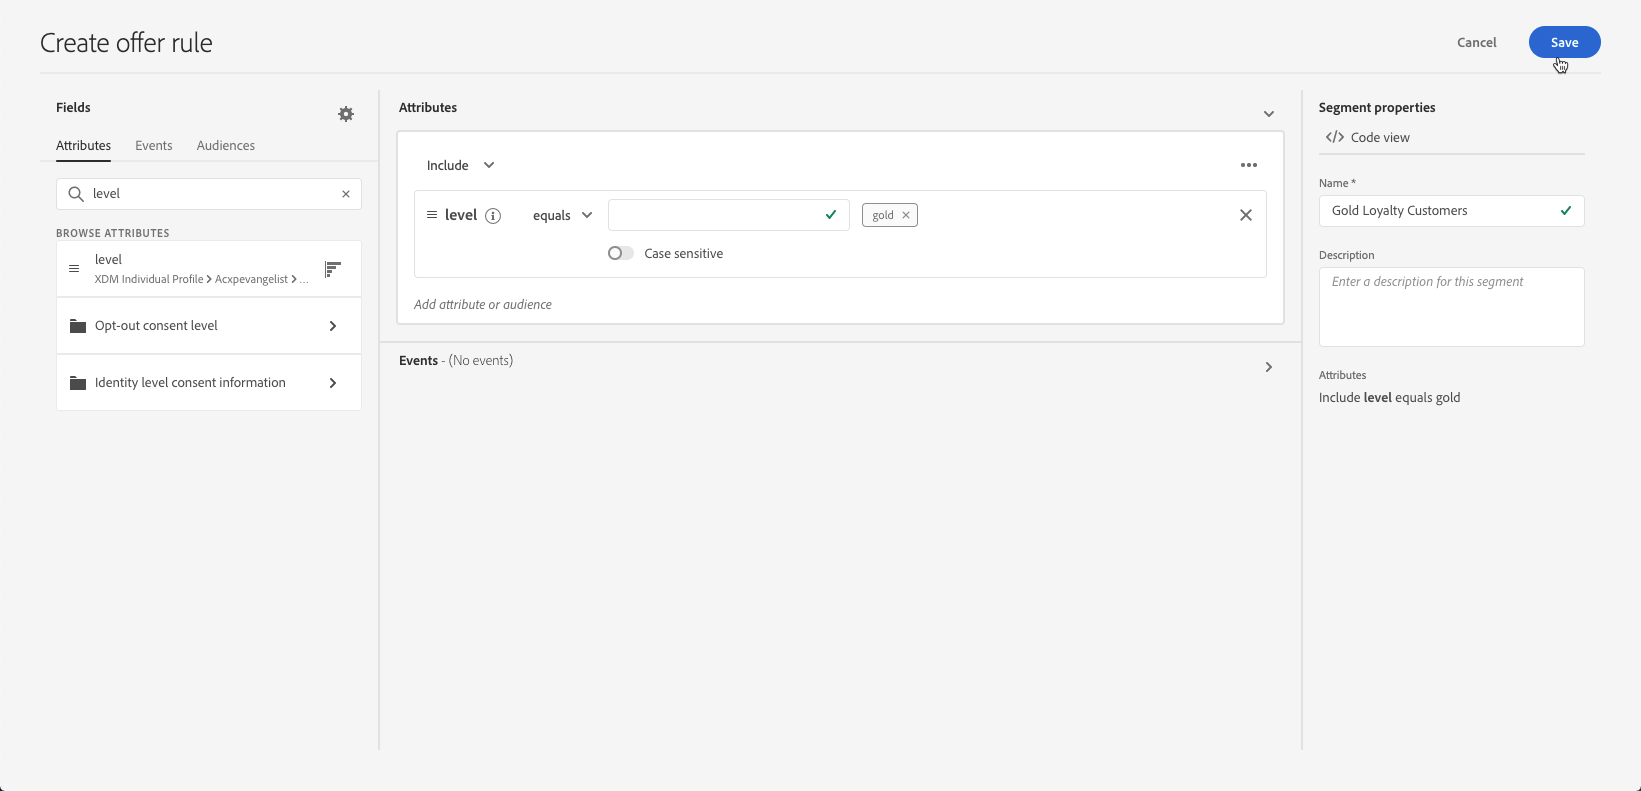 Create offer rule
Cancel
Save
Fields
Attributes
Events
Audiences
level
BROWSE ATTRIBUTES
level
XDM Individual Profile > Acxpevangelist > ...
Opt-out consent level
Identity level consent information
Attributes
Include
level
equals
gold
Case sensitive
Add attribute or audience
Events - (No events)
Segment properties
</> Code view
Name *
Gold Loyalty Customers
Description
Enter a description for this segment
Attributes
Include level equals gold